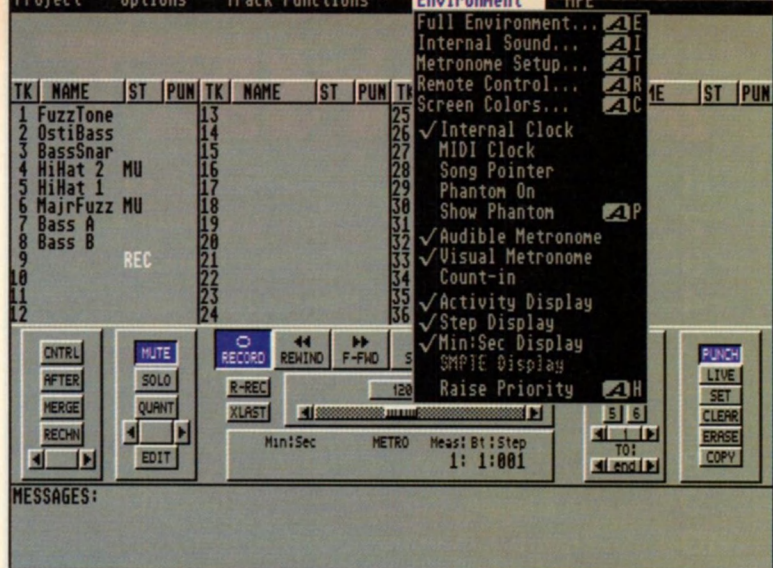 Project Options Track Functions Environment MPE
Full Environment... A E
Internal Sound... A I
Metronome Setup... A T
Remote Control... A R
Screen Colors... A C
✓ Internal Clock
MIDI Clock
Song Pointer
Phantom On
Show Phantom A P
✓ Audible Metronome
✓ Visual Metronome
Count-in
✓ Activity Display
✓ Step Display
✓ Min:Sec Display
SMPTE Display
Raise Priority A H
TK NAME ST PUN TK NAME ST PUN TK ME ST PUN
1 FuzzTone 13 25
2 OstiBass 14 26
3 BassSnar 15 27
4 HiHat 2 MU 16 28
5 HiHat 1 17 29
6 MajrFuzz MU 18 30
7 Bass A 19 31
8 Bass B 20 32
9 REC 21 33
10 22 34
11 23 35
12 24 36
CNTRL
AFTER
MERGE
RECHN
MUTE
SOLO
QUANT
EDIT
RECORD REWIND F-FWD S
R-REC 120
XLAST
Min:Sec METRO Meas: Bt :Step
1: 1:001
5 6
1
TO:
end
PUNCH
LIVE
SET
CLEAR
ERASE
COPY
MESSAGES: